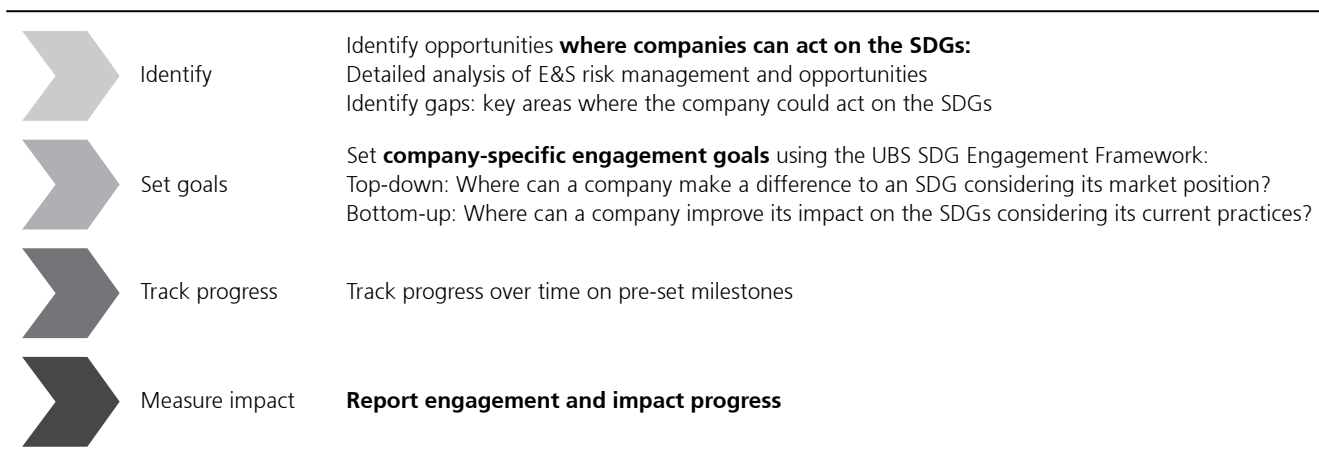 Identify
Identify opportunities where companies can act on the SDGs:
Detailed analysis of E&S risk management and opportunities
Identify gaps: key areas where the company could act on the SDGs
Set goals
Set company-specific engagement goals using the UBS SDG Engagement Framework:
Top-down: Where can a company make a difference to an SDG considering its market position?
Bottom-up: Where can a company improve its impact on the SDGs considering its current practices?
Track progress
Track progress over time on pre-set milestones
Measure impact
Report engagement and impact progress